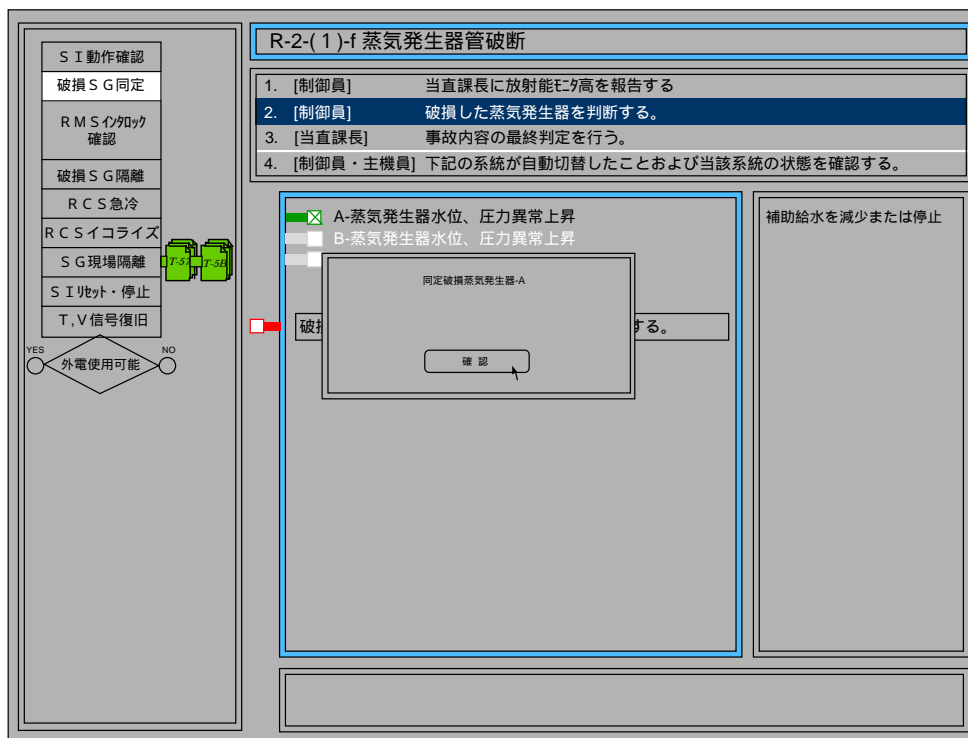 R-2-(1)-f 蒸気発生器管破断
SI動作確認
破損SG同定
RMSインタロック
確認
破損SG隔離
RCS急冷
RCSイコライズ
SG現場隔離
T-57
T-5B
SIリセット・停止
T,V信号復旧
YES
NO
外電使用可能
1. [制御員] 当直課長に放射能モニタ高を報告する
2. [制御員] 破損した蒸気発生器を判断する。
3. [当直課長] 事故内容の最終判定を行う。
4. [制御員・主機員] 下記の系統が自動切替したことおよび当該系統の状態を確認する。
A-蒸気発生器水位、圧力異常上昇
B-蒸気発生器水位、圧力異常上昇
同定破損蒸気発生器-A
破
する。
確 認
補助給水を減少または停止